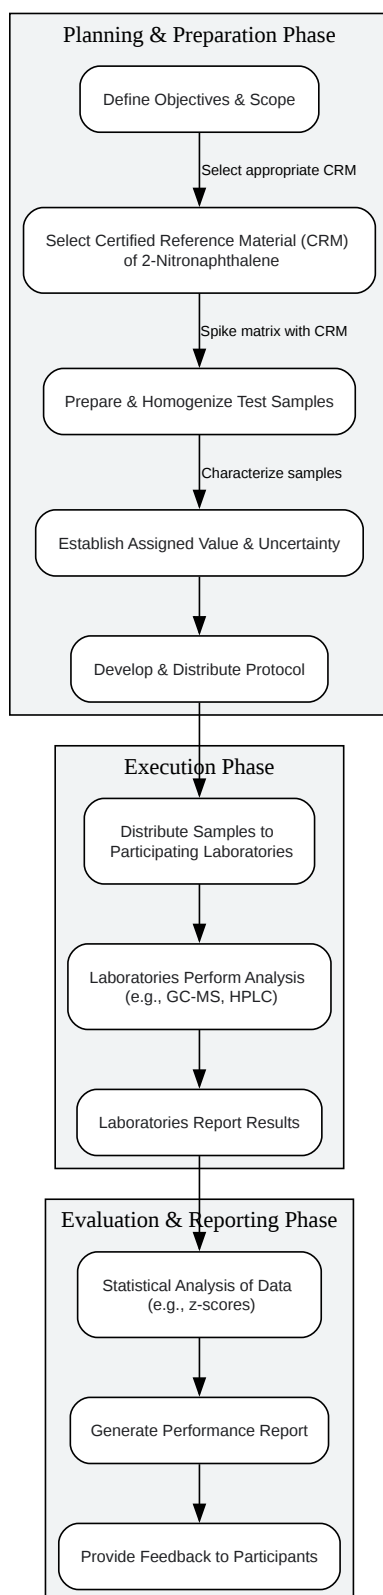 Planning & Preparation Phase
Define Objectives & Scope
Select appropriate CRM
Select Certified Reference Material (CRM)
of 2-Nitronaphthalene
Spike matrix with CRM
Prepare & Homogenize Test Samples
Characterize samples
Establish Assigned Value & Uncertainty
Develop & Distribute Protocol
Execution Phase
Distribute Samples to
Participating Laboratories
Laboratories Perform Analysis
(e.g., GC-MS, HPLC)
Laboratories Report Results
Evaluation & Reporting Phase
Statistical Analysis of Data
(e.g., z-scores)
Generate Performance Report
Provide Feedback to Participants